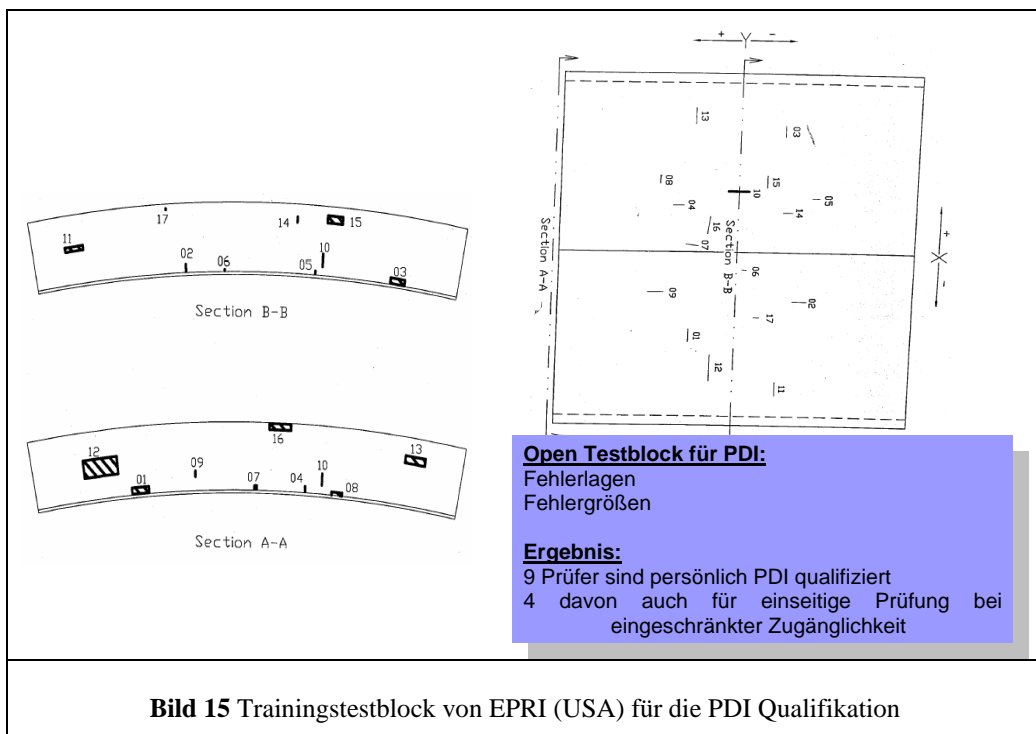 + Y -
13
03
08
15
10
04
14
05
16
07
Section A-A
Section B-B
+ X -
06
09
02
17
01
12
11
17
14
15
11
02
06
05
10
03
Section B-B
16
12
13
09
01
07
04
10
08
Section A-A
Open Testblock für PDI:
Fehlerlagen
Fehlergrößen
Ergebnis:
9 Prüfer sind persönlich PDI qualifiziert
4 davon auch für einseitige Prüfung bei
eingeschränkter Zugänglichkeit
Bild 15 Trainingstestblock von EPRI (USA) für die PDI Qualifikation